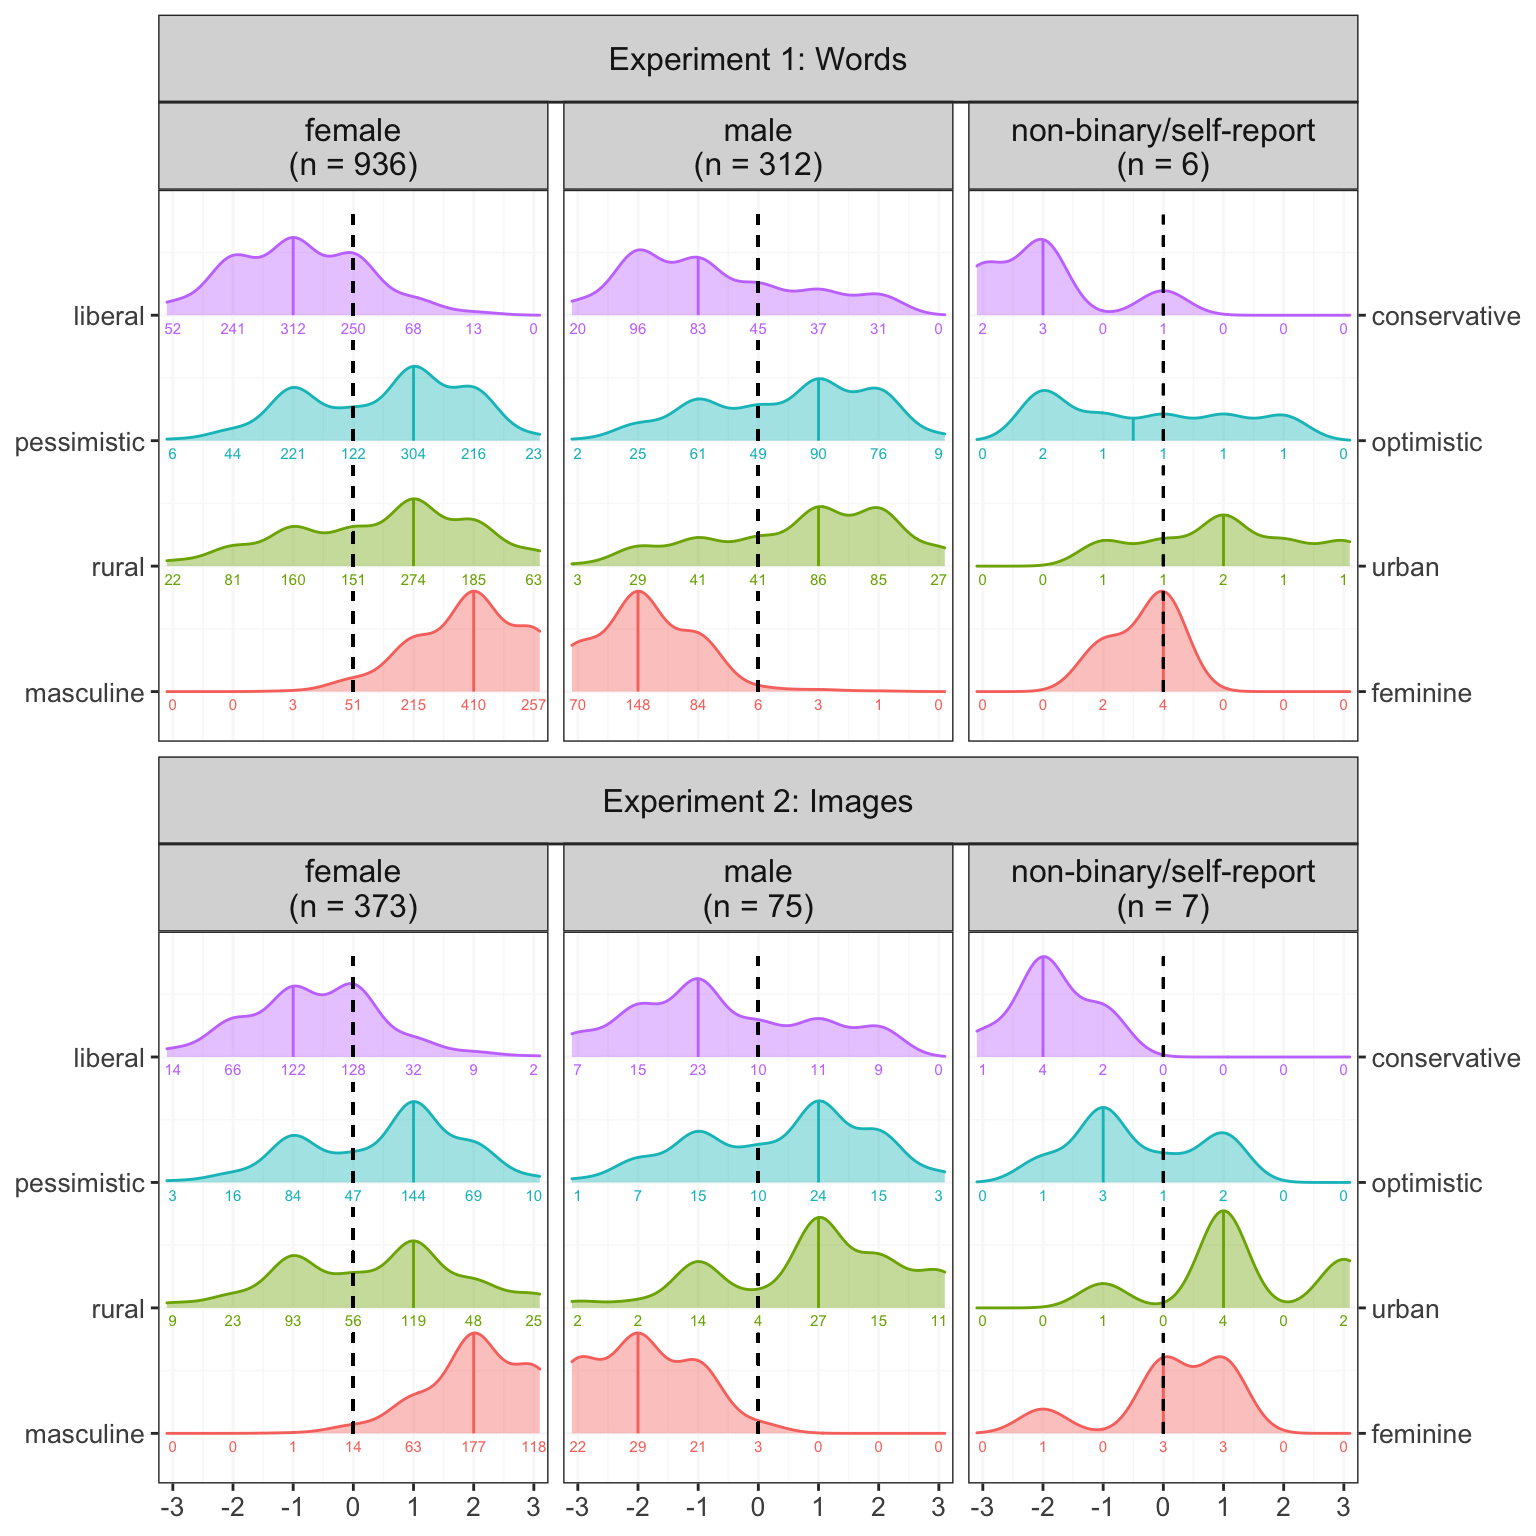 Experiment 1: Words
female
(n = 936)
male
(n = 312)
non-binary/self-report
(n = 6)
liberal
conservative
52 241 312 250 68 13 0
20 96 83 45 37 31 0
2 3 0 1 0 0 0
pessimistic
optimistic
6 44 221 122 304 216 23
2 25 61 49 90 76 9
0 2 1 1 1 1 0
rural
urban
22 81 160 151 274 185 63
3 29 41 41 86 85 27
0 0 1 1 2 1 1
masculine
feminine
0 0 3 51 215 410 257
70 148 84 6 3 1 0
0 0 2 4 0 0 0
Experiment 2: Images
female
(n = 373)
male
(n = 75)
non-binary/self-report
(n = 7)
liberal
conservative
14 66 122 128 32 9 2
7 15 23 10 11 9 0
1 4 2 0 0 0 0
pessimistic
optimistic
3 16 84 47 144 69 10
1 7 15 10 24 15 3
0 1 3 1 2 0 0
rural
urban
9 23 93 56 119 48 25
2 2 14 4 27 15 11
0 0 1 0 4 0 2
masculine
feminine
0 0 1 14 63 177 118
22 29 21 3 0 0 0
0 1 0 3 3 0 0
-3 -2 -1 0 1 2 3
-3 -2 -1 0 1 2 3
-3 -2 -1 0 1 2 3